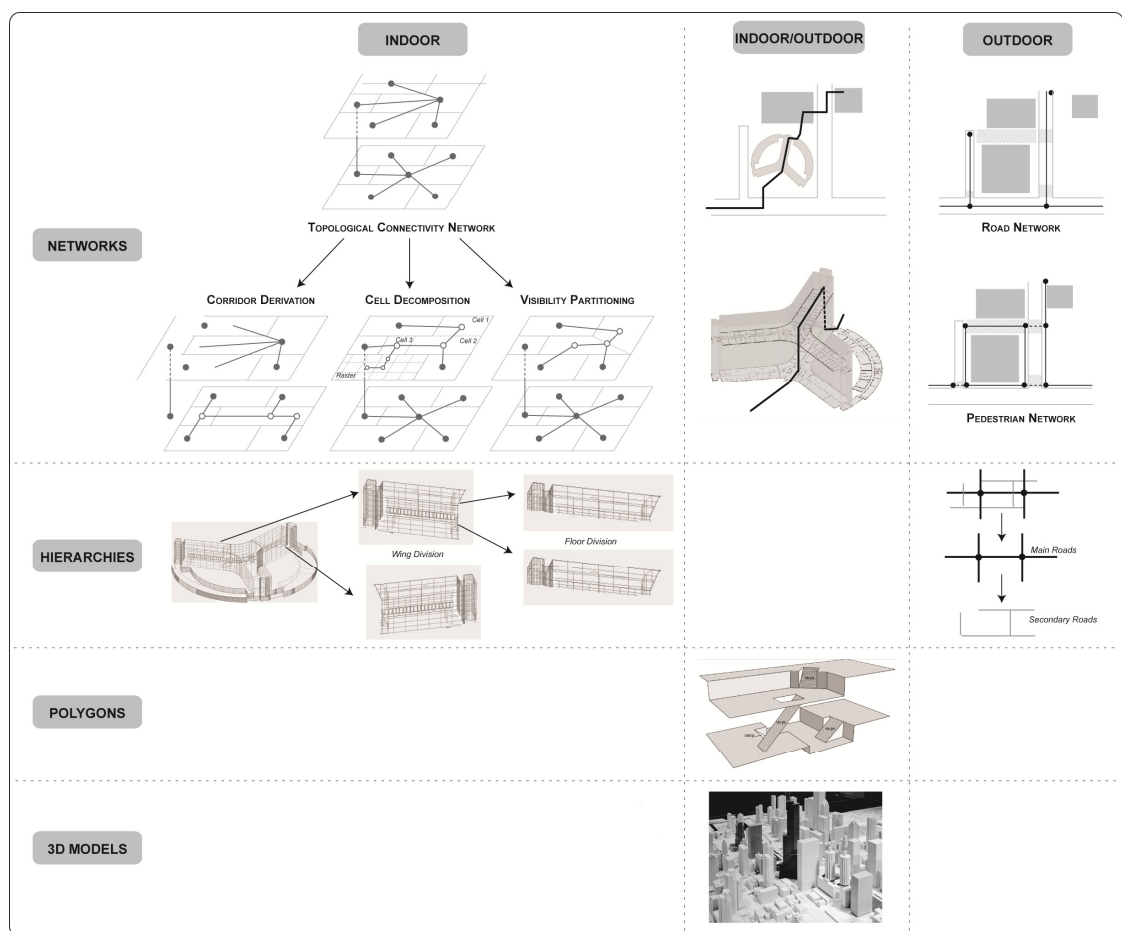 INDOOR
INDOOR/OUTDOOR
OUTDOOR
NETWORKS
TOPOLOGICAL CONNECTIVITY NETWORK
ROAD NETWORK
CORRIDOR DERIVATION
CELL DECOMPOSITION
VISIBILITY PARTITIONING
Cell 1
Cell 2
Cell 3
Raster
PEDESTRIAN NETWORK
HIERARCHIES
Wing Division
Floor Division
Main Roads
Secondary Roads
POLYGONS
3D MODELS